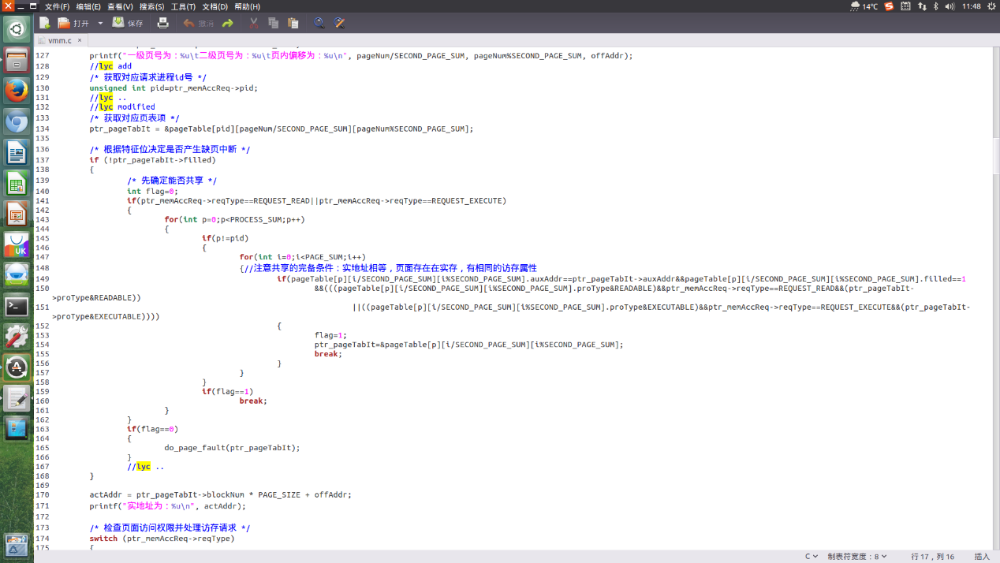 文件(F) 编辑(E) 查看(V) 搜索(S) 工具(T) 文档(D) 帮助(H) 14℃ 11:48
打开 保存 撤消
vmm.c ×
127 printf("一级页号为：%u\t二级页号为：%u\t页内偏移为：%u\n", pageNum/SECOND_PAGE_SUM, pageNum%SECOND_PAGE_SUM, offAddr);
128 //lyc add
129 /* 获取对应请求进程id号 */
130 unsigned int pid=ptr_memAccReq->pid;
131 //lyc ..
132 //lyc modified
133 /* 获取对应页表项 */
134 ptr_pageTabIt = &pageTable[pid][pageNum/SECOND_PAGE_SUM][pageNum%SECOND_PAGE_SUM];
135
136 /* 根据特征位决定是否产生缺页中断 */
137 if (!ptr_pageTabIt->filled)
138 {
139 /* 先确定能否共享 */
140 int flag=0;
141 if(ptr_memAccReq->reqType==REQUEST_READ||ptr_memAccReq->reqType==REQUEST_EXECUTE)
142 {
143 for(int p=0;p<PROCESS_SUM;p++)
144 {
145 if(p!=pid)
146 {
147 for(int i=0;i<PAGE_SUM;i++)
148 {//注意共享的完备条件：实地址相等，页面存在在实存，有相同的访存属性
149 if(pageTable[p][i/SECOND_PAGE_SUM][i%SECOND_PAGE_SUM].auxAddr==ptr_pageTabIt->auxAddr&&pageTable[p][i/SECOND_PAGE_SUM][i%SECOND_PAGE_SUM].filled==1
150 &&(((pageTable[p][i/SECOND_PAGE_SUM][i%SECOND_PAGE_SUM].proType&READABLE)&&ptr_memAccReq->reqType==REQUEST_READ&&(ptr_pageTabIt-
>proType&READABLE))
151 ||((pageTable[p][i/SECOND_PAGE_SUM][i%SECOND_PAGE_SUM].proType&EXECUTABLE)&&ptr_memAccReq->reqType==REQUEST_EXECUTE&&(ptr_pageTabIt-
>proType&EXECUTABLE))))
152 {
153 flag=1;
154 ptr_pageTabIt=&pageTable[p][i/SECOND_PAGE_SUM][i%SECOND_PAGE_SUM];
155 break;
156 }
157 }
158 }
159 if(flag==1)
160 break;
161 }
162 }
163 if(flag==0)
164 {
165 do_page_fault(ptr_pageTabIt);
166 }
167 //lyc ..
168 }
169
170 actAddr = ptr_pageTabIt->blockNum * PAGE_SIZE + offAddr;
171 printf("实地址为：%u\n", actAddr);
172
173 /* 检查页面访问权限并处理访存请求 */
174 switch (ptr_memAccReq->reqType)
175 {
C 制表符宽度：8 行 17，列 16 插入
UK